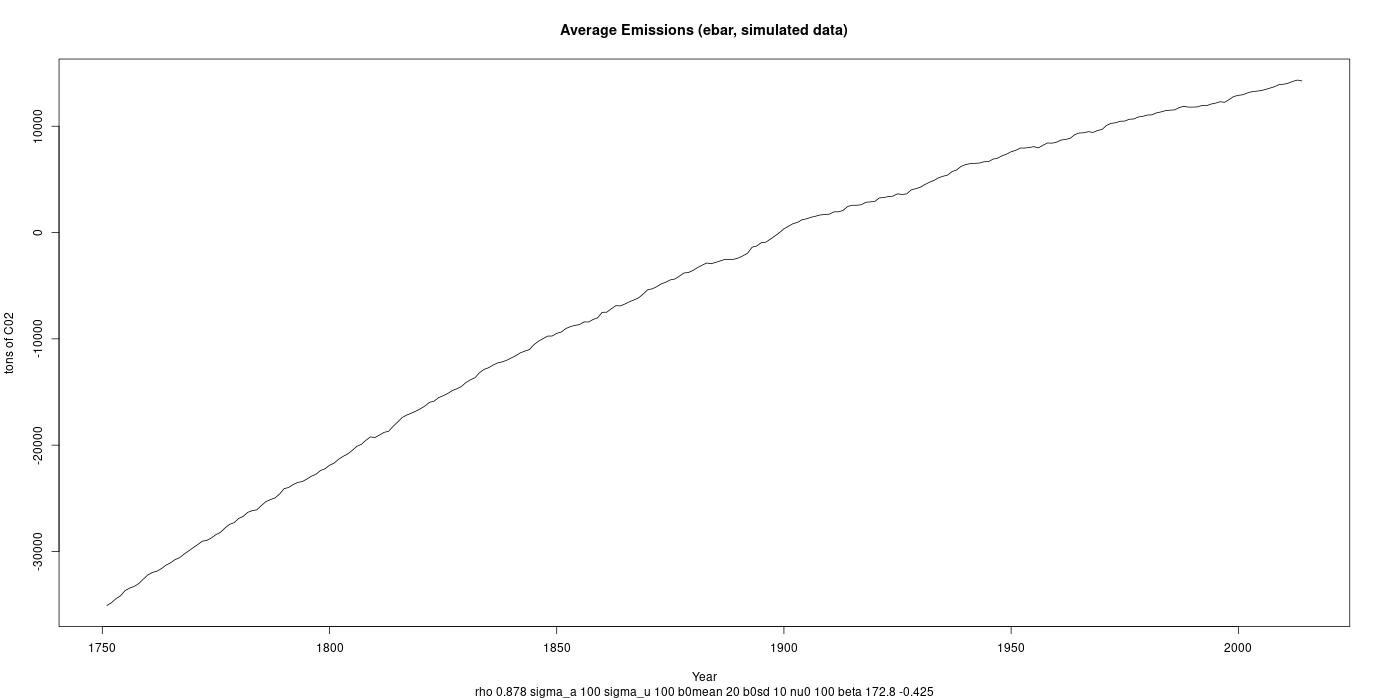 Average Emissions (ebar, simulated data)
tons of C02
10000
0
-10000
-20000
-30000
1750 1800 1850 1900 1950 2000
Year
rho 0.878 sigma_a 100 sigma_u 100 b0mean 20 b0sd 10 nu0 100 beta 172.8 -0.425